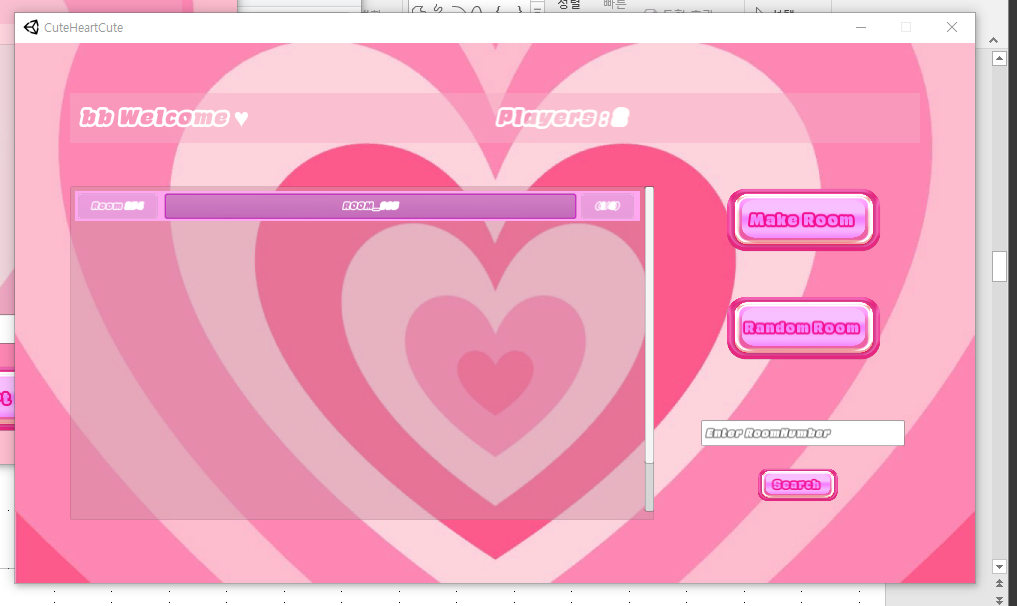 CuteHeartCute
bb Welcome ♥
Players :
Room
ROOM_
Make Room
Random Room
Enter RoomNumber
Search